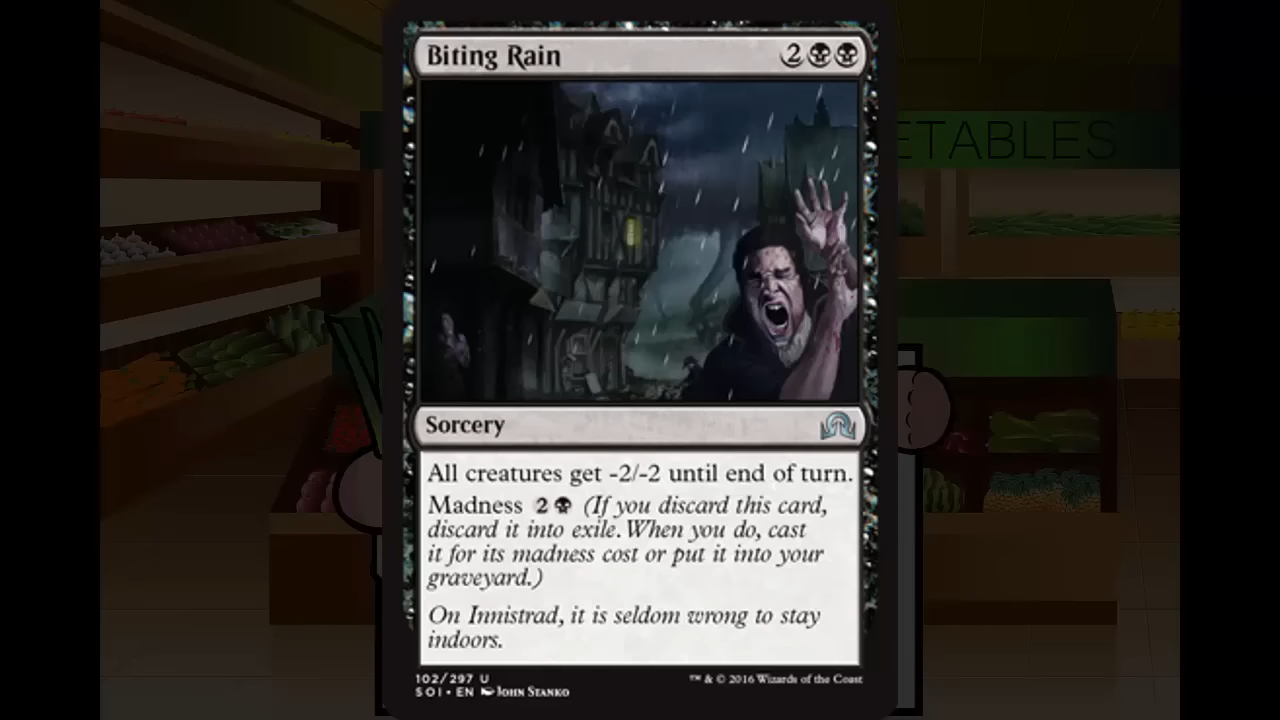 Biting Rain 2
ETABLES
Sorcery
All creatures get -2/-2 until end of turn.
Madness 2 (If you discard this card,
discard it into exile. When you do, cast
it for its madness cost or put it into your
graveyard.)
On Innistrad, it is seldom wrong to stay
indoors.
102/297 U
SOI • EN John Stanko
™ & © 2016 Wizards of the Coast